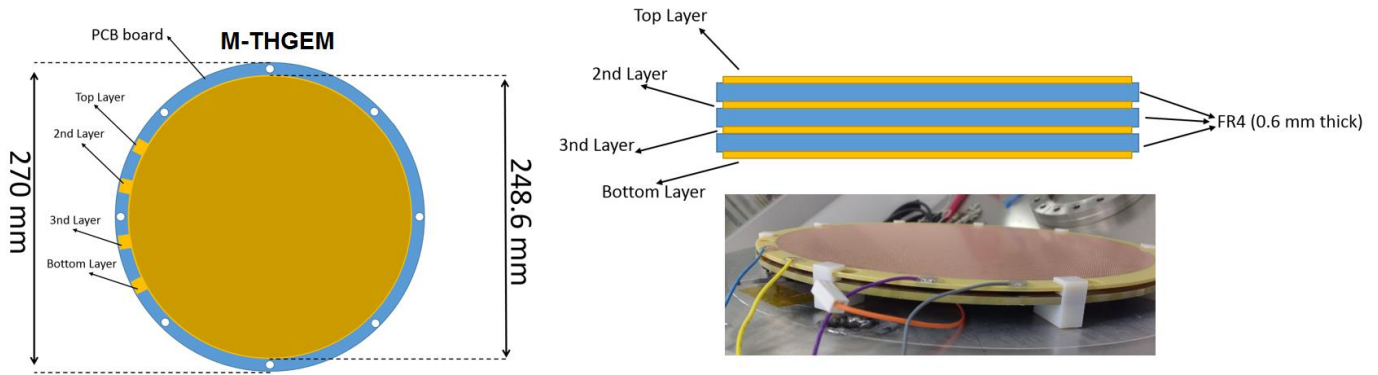 PCB board
M-THGEM
Top Layer
2nd Layer
3nd Layer
Bottom Layer
270 mm
248.6 mm
Top Layer
2nd Layer
3nd Layer
Bottom Layer
FR4 (0.6 mm thick)